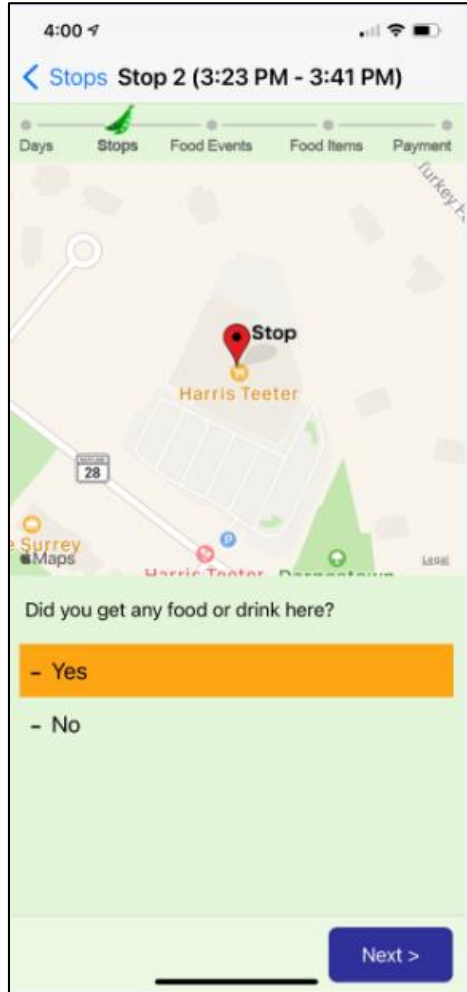 4:00
Stops Stop 2 (3:23 PM - 3:41 PM)
Days Stops Food Events Food Items Payment
Turkey
Stop
Harris Teeter
28
Surrey
Maps
Legal
Harris Teeter
Did you get any food or drink here?
- Yes
- No
Next >